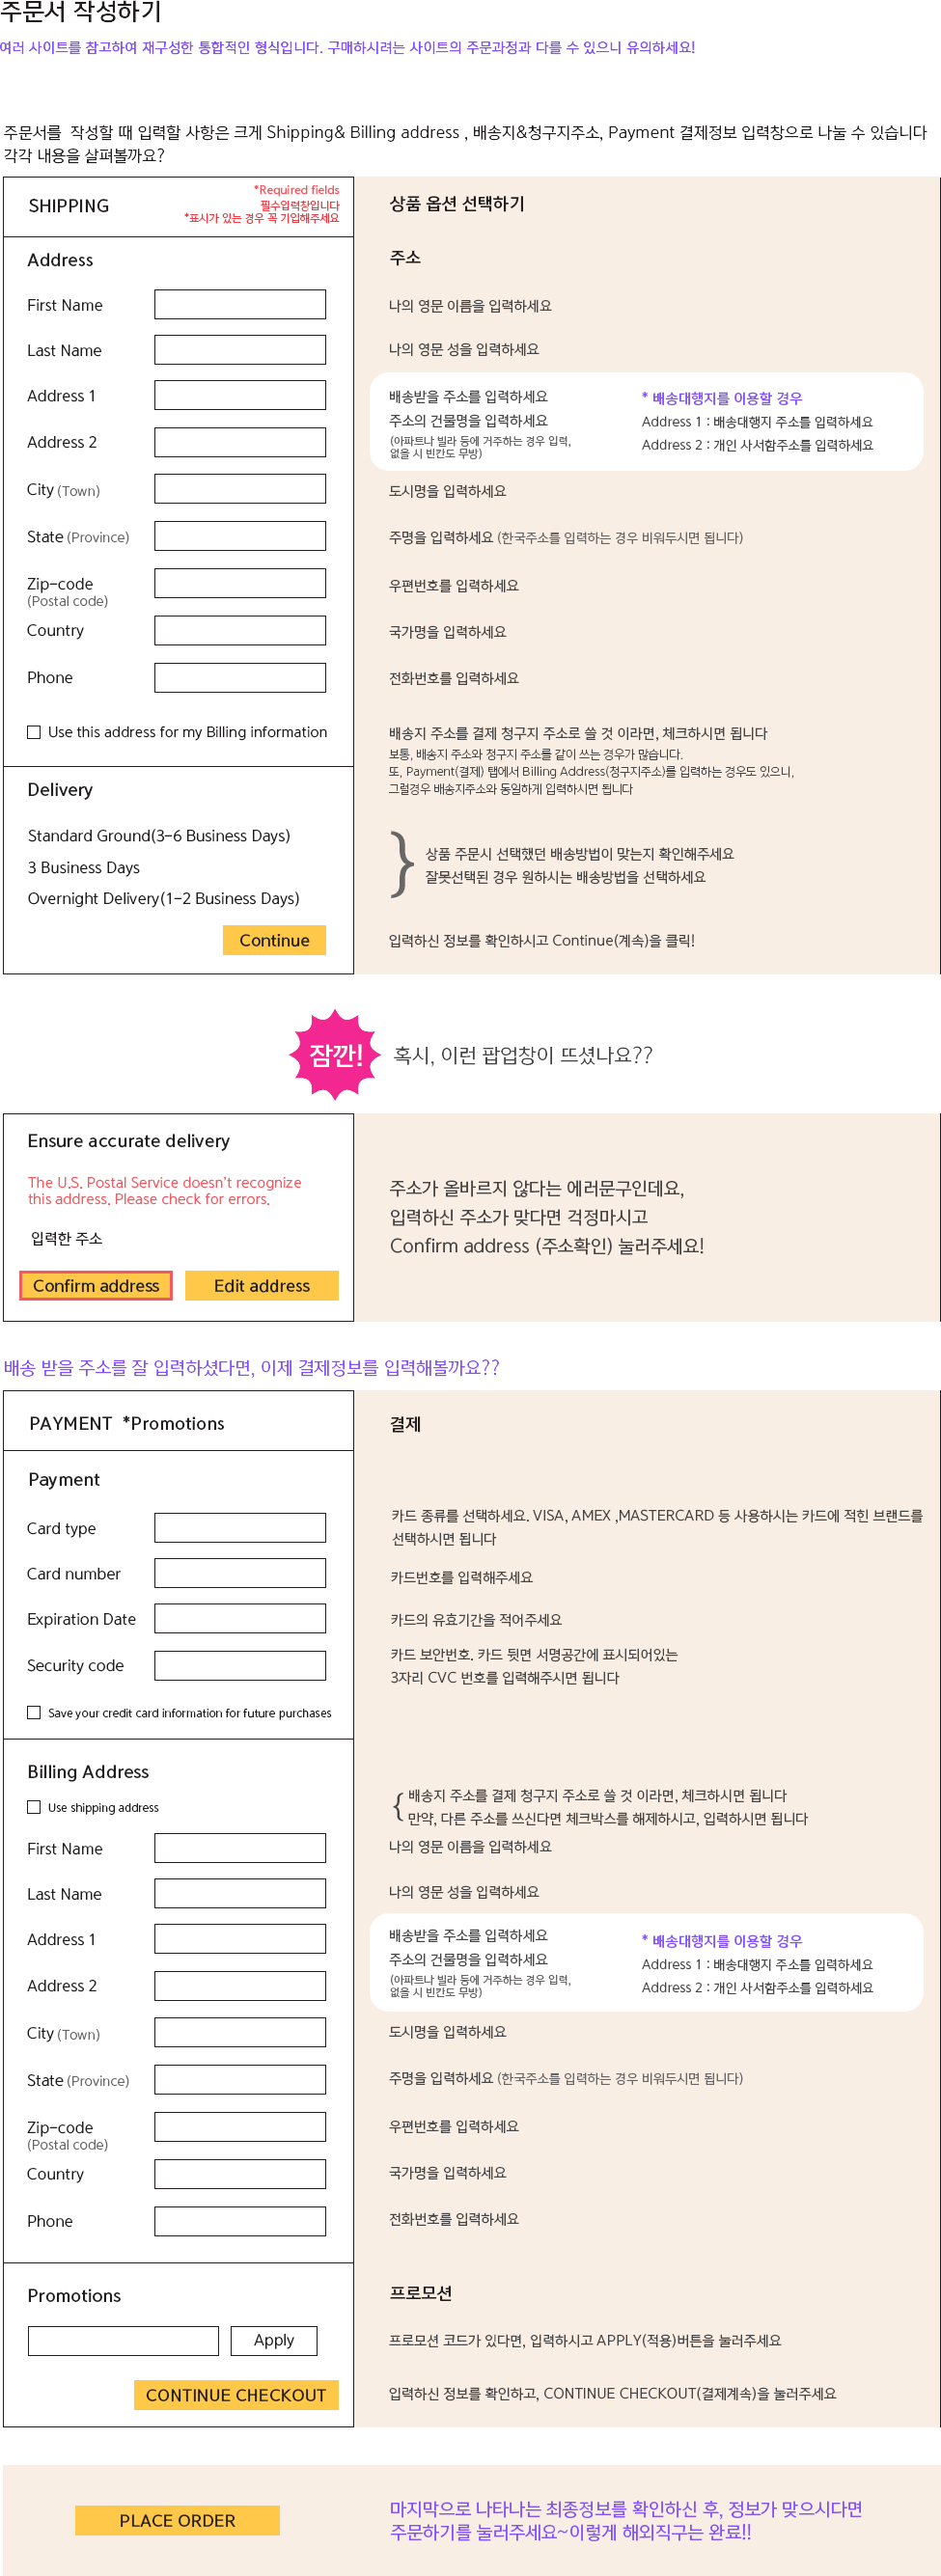 주문서 작성하기
여러 사이트를 참고하여 재구성한 통합적인 형식입니다. 구매하시려는 사이트의 주문과정과 다를 수 있으니 유의하세요!
주문서를 작성할 때 입력할 사항은 크게 Shipping& Billing address , 배송지&청구지주소, Payment 결제정보 입력창으로 나눌 수 있습니다
각각 내용을 살펴볼까요?
SHIPPING
*Required fields
필수입력창입니다
*표시가 있는 경우 꼭 기입해주세요
상품 옵션 선택하기
Address
주소
First Name
나의 영문 이름을 입력하세요
Last Name
나의 영문 성을 입력하세요
Address 1
배송받을 주소를 입력하세요
* 배송대행지를 이용할 경우
주소의 건물명을 입력하세요
Address 1 : 배송대행지 주소를 입력하세요
Address 2
(아파트나 빌라 등에 거주하는 경우 입력,
없을 시 빈칸도 무방)
Address 2 : 개인 사서함주소를 입력하세요
City (Town)
도시명을 입력하세요
State (Province)
주명을 입력하세요 (한국주소를 입력하는 경우 비워두시면 됩니다)
Zip-code
(Postal code)
우편번호를 입력하세요
Country
국가명을 입력하세요
Phone
전화번호를 입력하세요
Use this address for my Billing information
배송지 주소를 결제 청구지 주소로 쓸 것 이라면, 체크하시면 됩니다
보통, 배송지 주소와 청구지 주소를 같이 쓰는 경우가 많습니다.
또, Payment(결제) 탭에서 Billing Address(청구지주소)를 입력하는 경우도 있으니,
그럴경우 배송지주소와 동일하게 입력하시면 됩니다
Delivery
Standard Ground(3-6 Business Days)
3 Business Days
Overnight Delivery(1-2 Business Days)
} 상품 주문시 선택했던 배송방법이 맞는지 확인해주세요
잘못선택된 경우 원하시는 배송방법을 선택하세요
Continue
입력하신 정보를 확인하시고 Continue(계속)을 클릭!
잠깐!
혹시, 이런 팝업창이 뜨셨나요??
Ensure accurate delivery
The U.S. Postal Service doesn't recognize
this address. Please check for errors.
입력한 주소
Confirm address
Edit address
주소가 올바르지 않다는 에러문구인데요,
입력하신 주소가 맞다면 걱정마시고
Confirm address (주소확인) 눌러주세요!
배송 받을 주소를 잘 입력하셨다면, 이제 결제정보를 입력해볼까요??
PAYMENT *Promotions
결제
Payment
Card type
카드 종류를 선택하세요. VISA, AMEX ,MASTERCARD 등 사용하시는 카드에 적힌 브랜드를
선택하시면 됩니다
Card number
카드번호를 입력해주세요
Expiration Date
카드의 유효기간을 적어주세요
Security code
카드 보안번호. 카드 뒷면 서명공간에 표시되어있는
3자리 CVC 번호를 입력해주시면 됩니다
Save your credit card information for future purchases
Billing Address
Use shipping address
{ 배송지 주소를 결제 청구지 주소로 쓸 것 이라면, 체크하시면 됩니다
만약, 다른 주소를 쓰신다면 체크박스를 해제하시고, 입력하시면 됩니다
First Name
나의 영문 이름을 입력하세요
Last Name
나의 영문 성을 입력하세요
Address 1
배송받을 주소를 입력하세요
* 배송대행지를 이용할 경우
주소의 건물명을 입력하세요
Address 1 : 배송대행지 주소를 입력하세요
Address 2
(아파트나 빌라 등에 거주하는 경우 입력,
없을 시 빈칸도 무방)
Address 2 : 개인 사서함주소를 입력하세요
City (Town)
도시명을 입력하세요
State (Province)
주명을 입력하세요 (한국주소를 입력하는 경우 비워두시면 됩니다)
Zip-code
(Postal code)
우편번호를 입력하세요
Country
국가명을 입력하세요
Phone
전화번호를 입력하세요
Promotions
프로모션
Apply
프로모션 코드가 있다면, 입력하시고 APPLY(적용)버튼을 눌러주세요
CONTINUE CHECKOUT
입력하신 정보를 확인하고, CONTINUE CHECKOUT(결제계속)을 눌러주세요
PLACE ORDER
마지막으로 나타나는 최종정보를 확인하신 후, 정보가 맞으시다면
주문하기를 눌러주세요~이렇게 해외직구는 완료!!